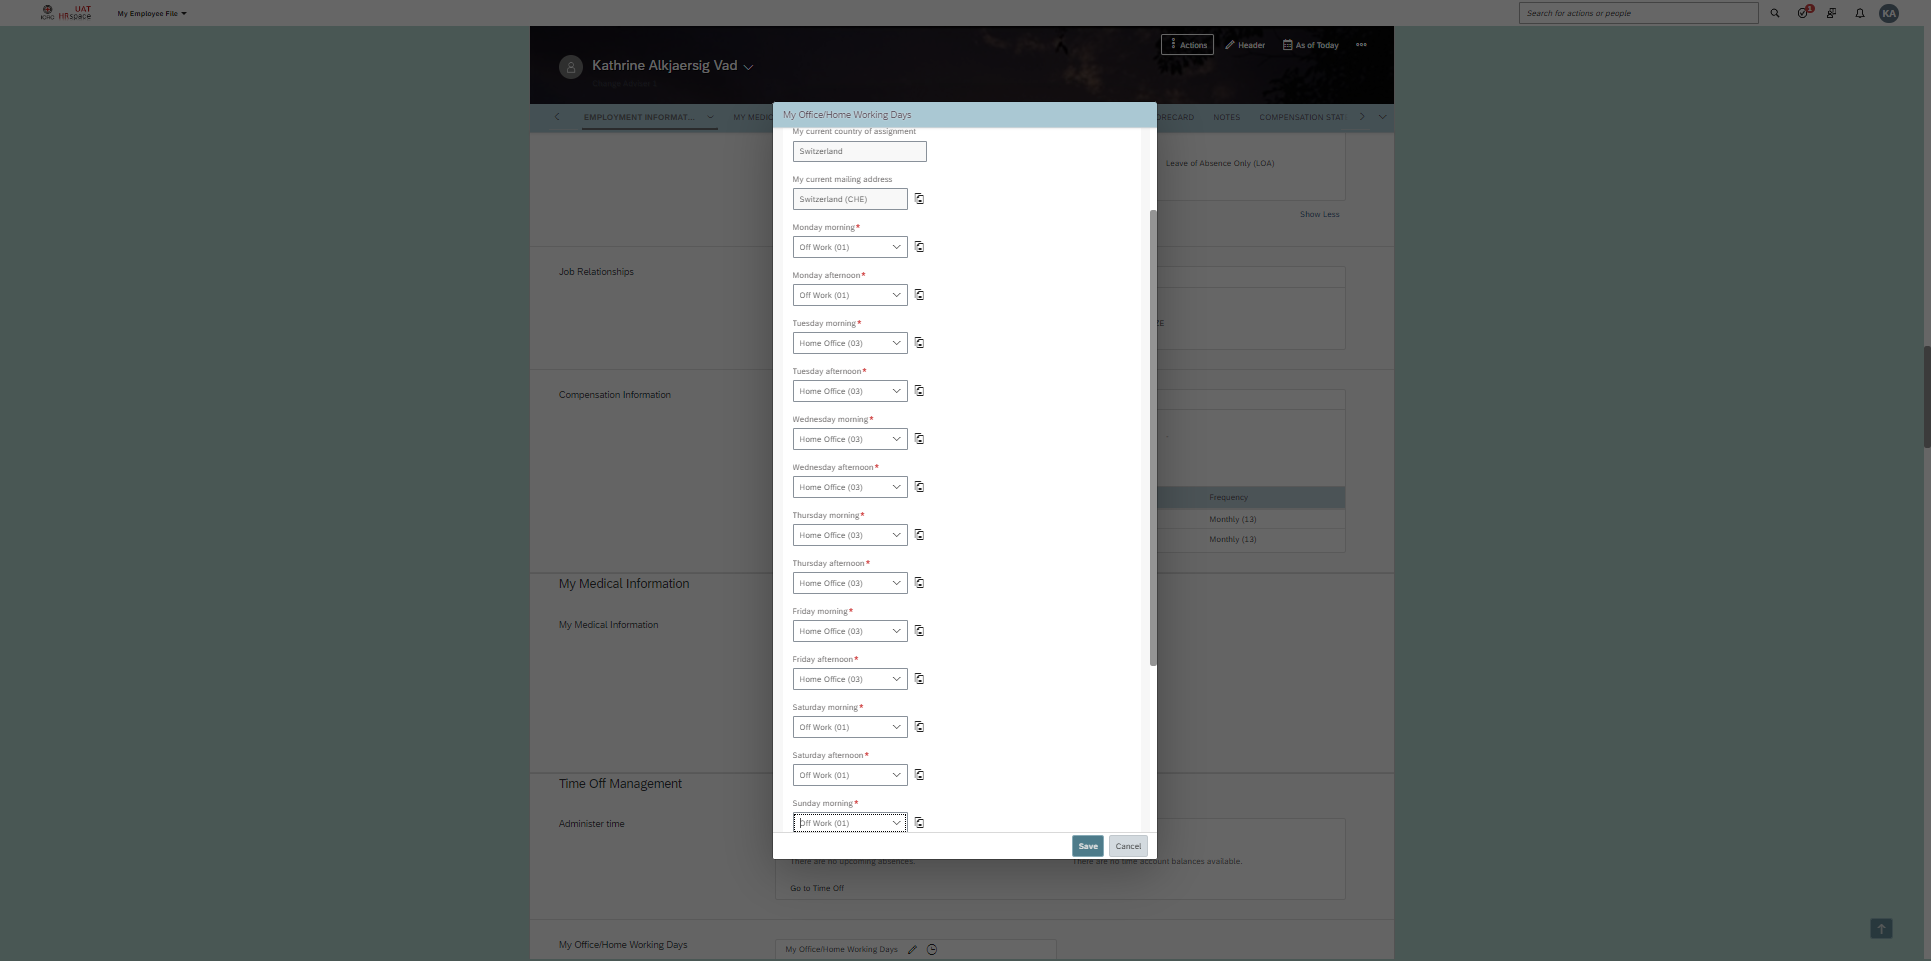 ICRC
UAT
HRspace
My Employee File
Search for actions or people
1
KA
Actions
Header
As of Today
Kathrine Alkjaersig Vad
EMPLOYMENT INFORMAT...
MY MEDIC
ORECARD
NOTES
COMPENSATION STAT
My Office/Home Working Days
My current country of assignment
Switzerland
My current mailing address
Switzerland (CHE)
Monday morning*
Off Work (01)
Monday afternoon*
Off Work (01)
Tuesday morning*
Home Office (03)
Tuesday afternoon*
Home Office (03)
Wednesday morning*
Home Office (03)
Wednesday afternoon*
Home Office (03)
Thursday morning*
Home Office (03)
Thursday afternoon*
Home Office (03)
Friday morning*
Home Office (03)
Friday afternoon*
Home Office (03)
Saturday morning*
Off Work (01)
Saturday afternoon*
Off Work (01)
Sunday morning*
Off Work (01)
Save
Cancel
Leave of Absence Only (LOA)
Show Less
Job Relationships
ZE
Compensation Information
Frequency
Monthly (13)
Monthly (13)
My Medical Information
My Medical Information
Time Off Management
Administer time
There are no upcoming absences.
There are no time account balances available.
Go to Time Off
My Office/Home Working Days
My Office/Home Working Days